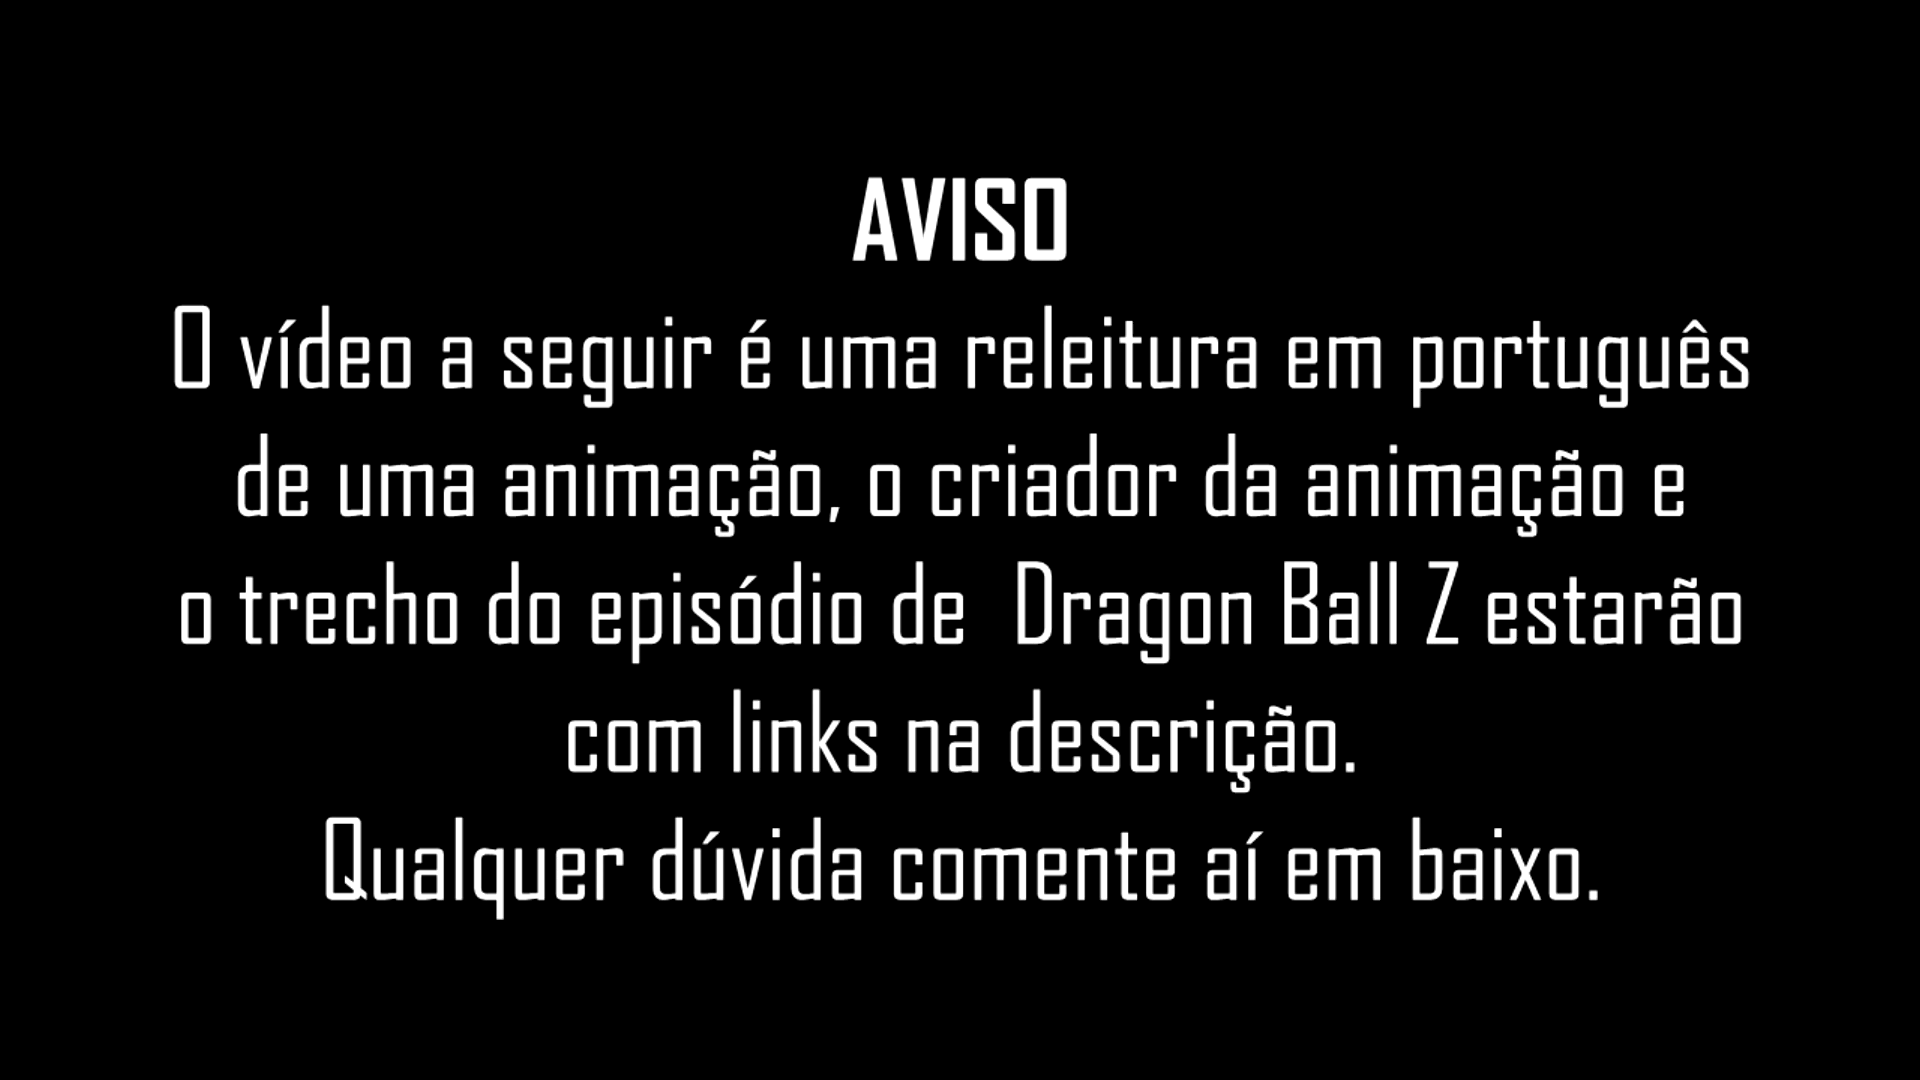 AVISO
O vídeo a seguir é uma releitura em português
de uma animação, o criador da animação e
o trecho do episódio de  Dragon Ball Z estarão
com links na descrição.
Qualquer dúvida comente aí em baixo.